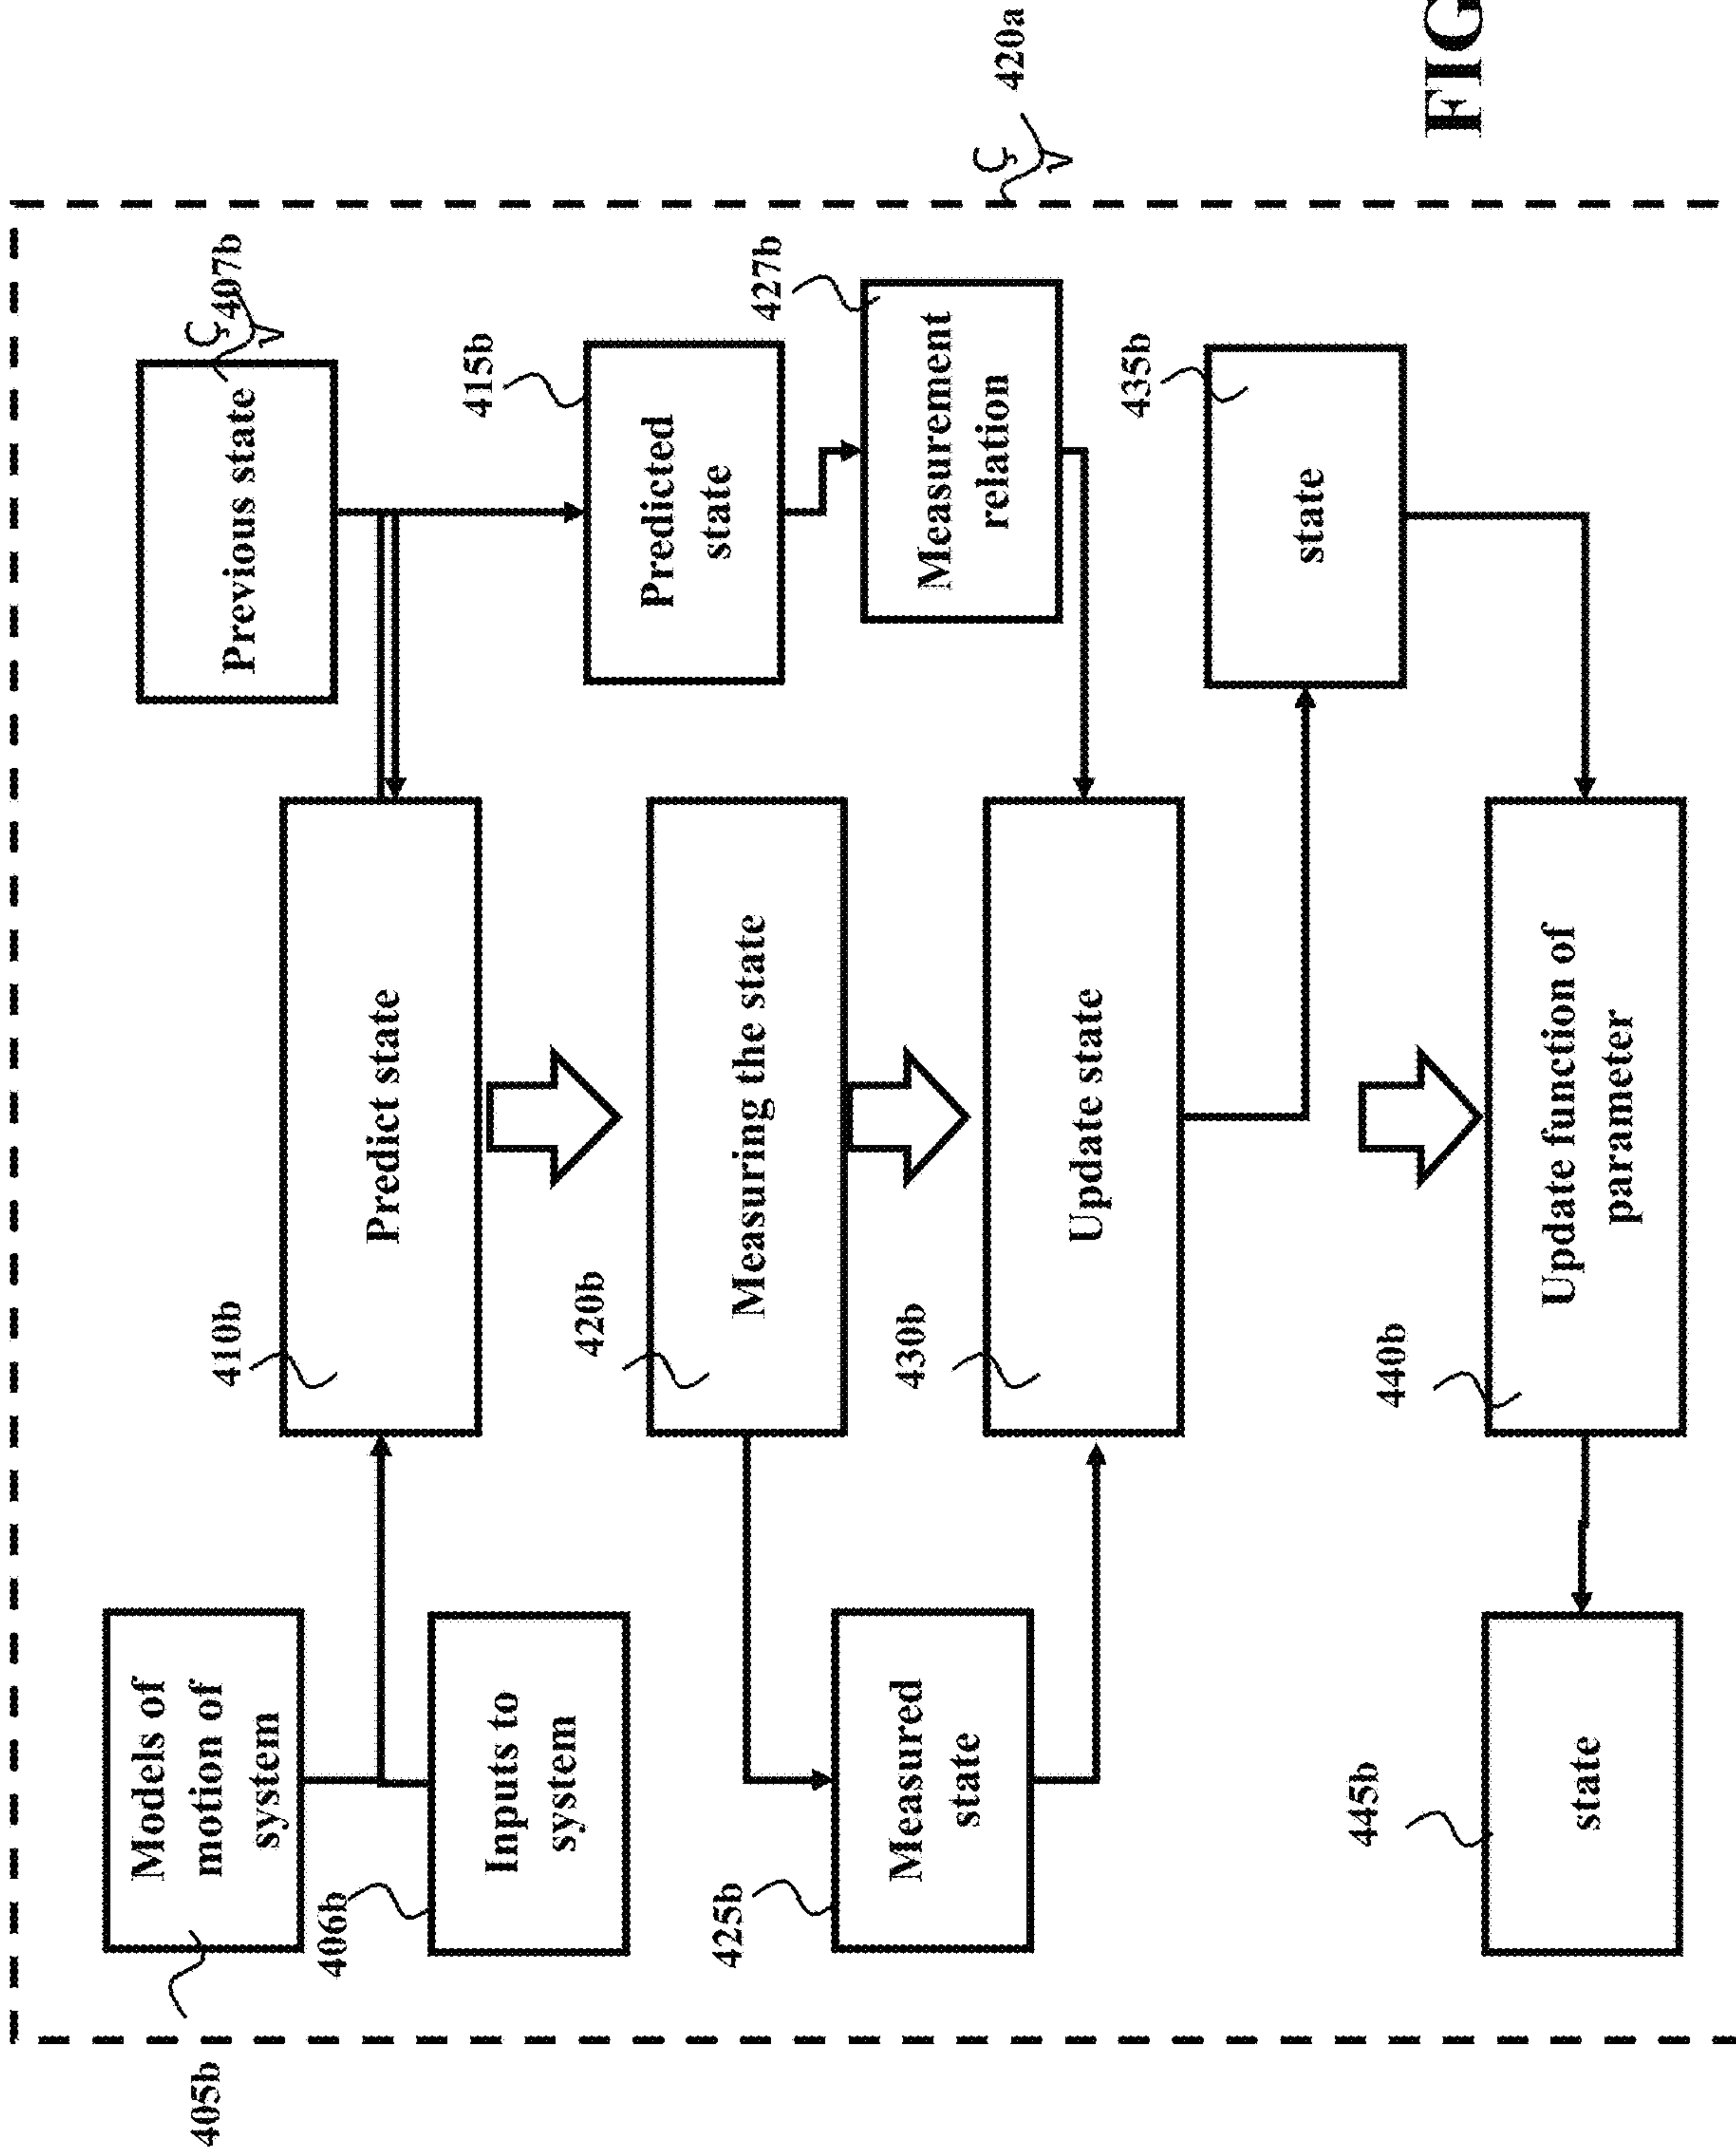 405b
Models of
motion of
system
410b
Predict state
Previous state
407b
406b
Inputs to
system
415b
Predicted
state
420b
Measuring the state
425b
Measured
state
427b
Measurement
relation
430b
Update state
435b
state
440b
Update function of
parameter
445b
state
420a
FIG